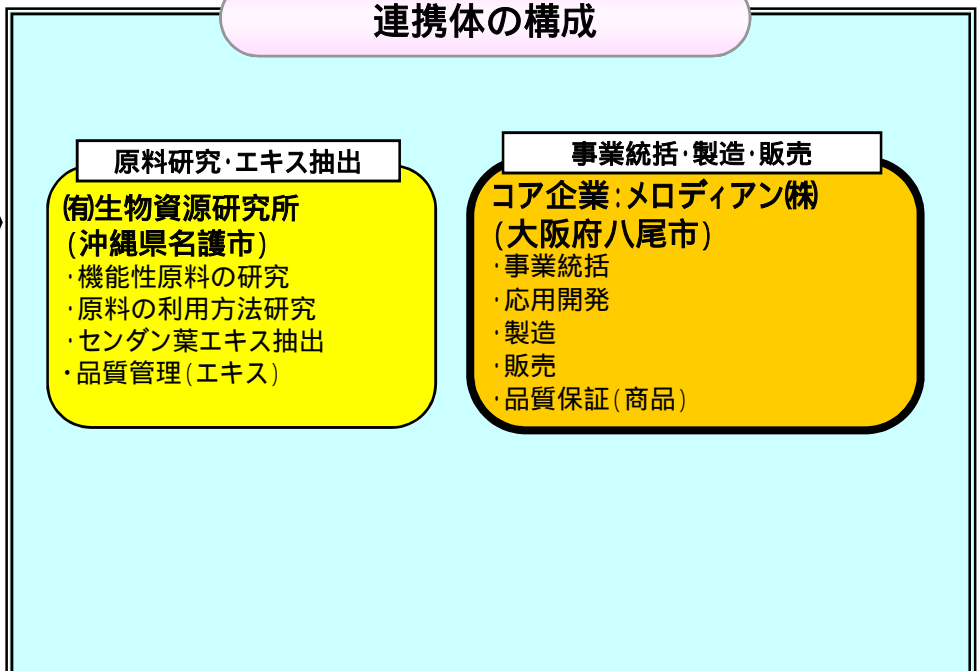 連携体の構成
原料研究･エキス抽出
㈲生物資源研究所
(沖縄県名護市)
･機能性原料の研究
･原料の利用方法研究
･センダン葉エキス抽出
・品質管理(エキス)
事業統括･製造･販売
コア企業:メロディアン㈱
(大阪府八尾市)
･事業統括
･応用開発
･製造
･販売
･品質保証(商品)